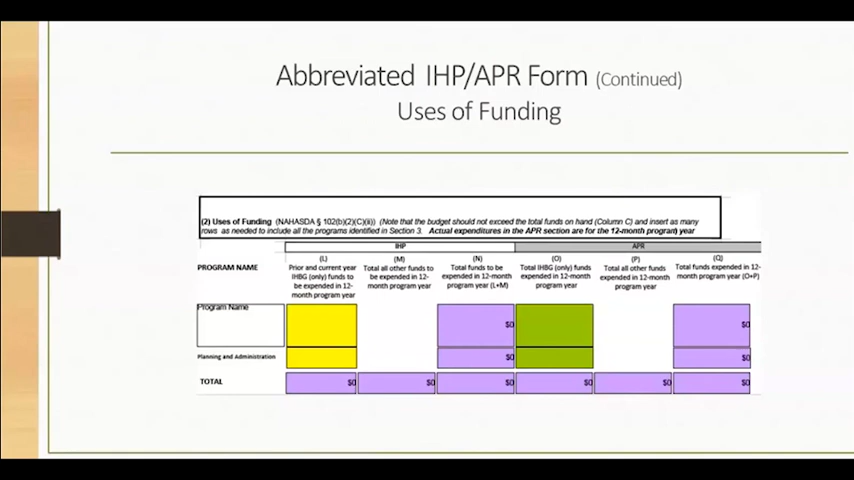 Abbreviated IHP/APR Form (Continued)
Uses of Funding
(2) Uses of Funding (NAHASDA § 102(b)(2)(C)(ii)) (Note that the budget should not exceed the total funds on hand (Column C) and insert as many
rows as needed to include all the programs identified in Section 3. Actual expenditures in the APR section are for the 12-month program) year
IHP APR
PROGRAM NAME
(L)
Prior and current year
IHBG (only) funds to
be expended in 12-
month program year
(M)
Total all other funds to
be expended in 12-
month program year
(N)
Total funds to be
expended in 12-month
program year (L+M)
(O)
Total IHBG (only) funds
expended in 12-month
program year
(P)
Total all other funds
expended in 12-month
program year
(Q)
Total funds expended in 12-
month program year (O+P)
Program Name
$0 $0
Planning and Administration $0 $0
TOTAL $0 $0 $0 $0 $0 $0